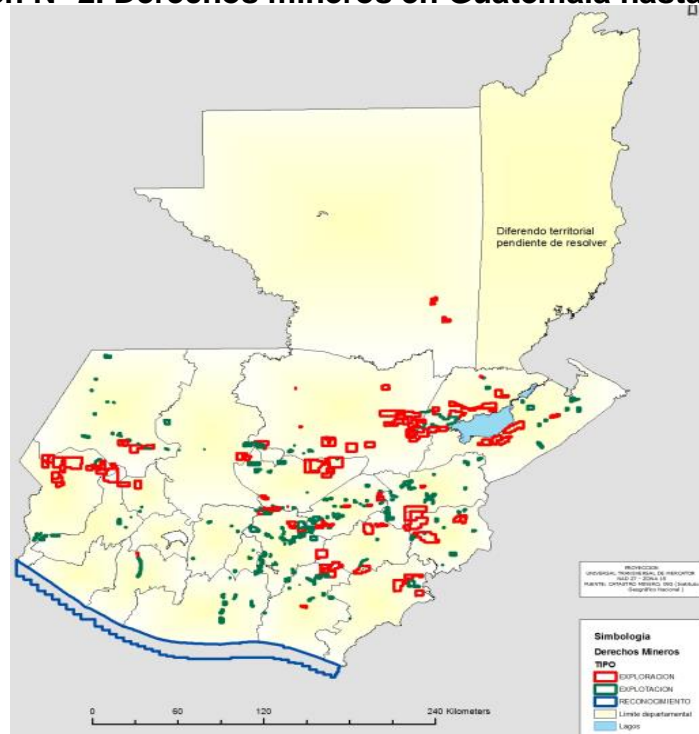 Derechos mineros en Guatemala hasta
Diferendo territorial
pendiente de resolver
PROYECCION
UNIVERSAL TRANSVERSAL DE MERCATOR
NAD 27 - ZONA 15
FUENTE: CATASTRO MINERO, IGN (Instituto
Geográfico Nacional )
Simbología
Derechos Mineros
TIPO
EXPLORACION
EXPLOTACION
RECONOCIMIENTO
Límite departamental
Lagos
0 60 120 240 Kilometers